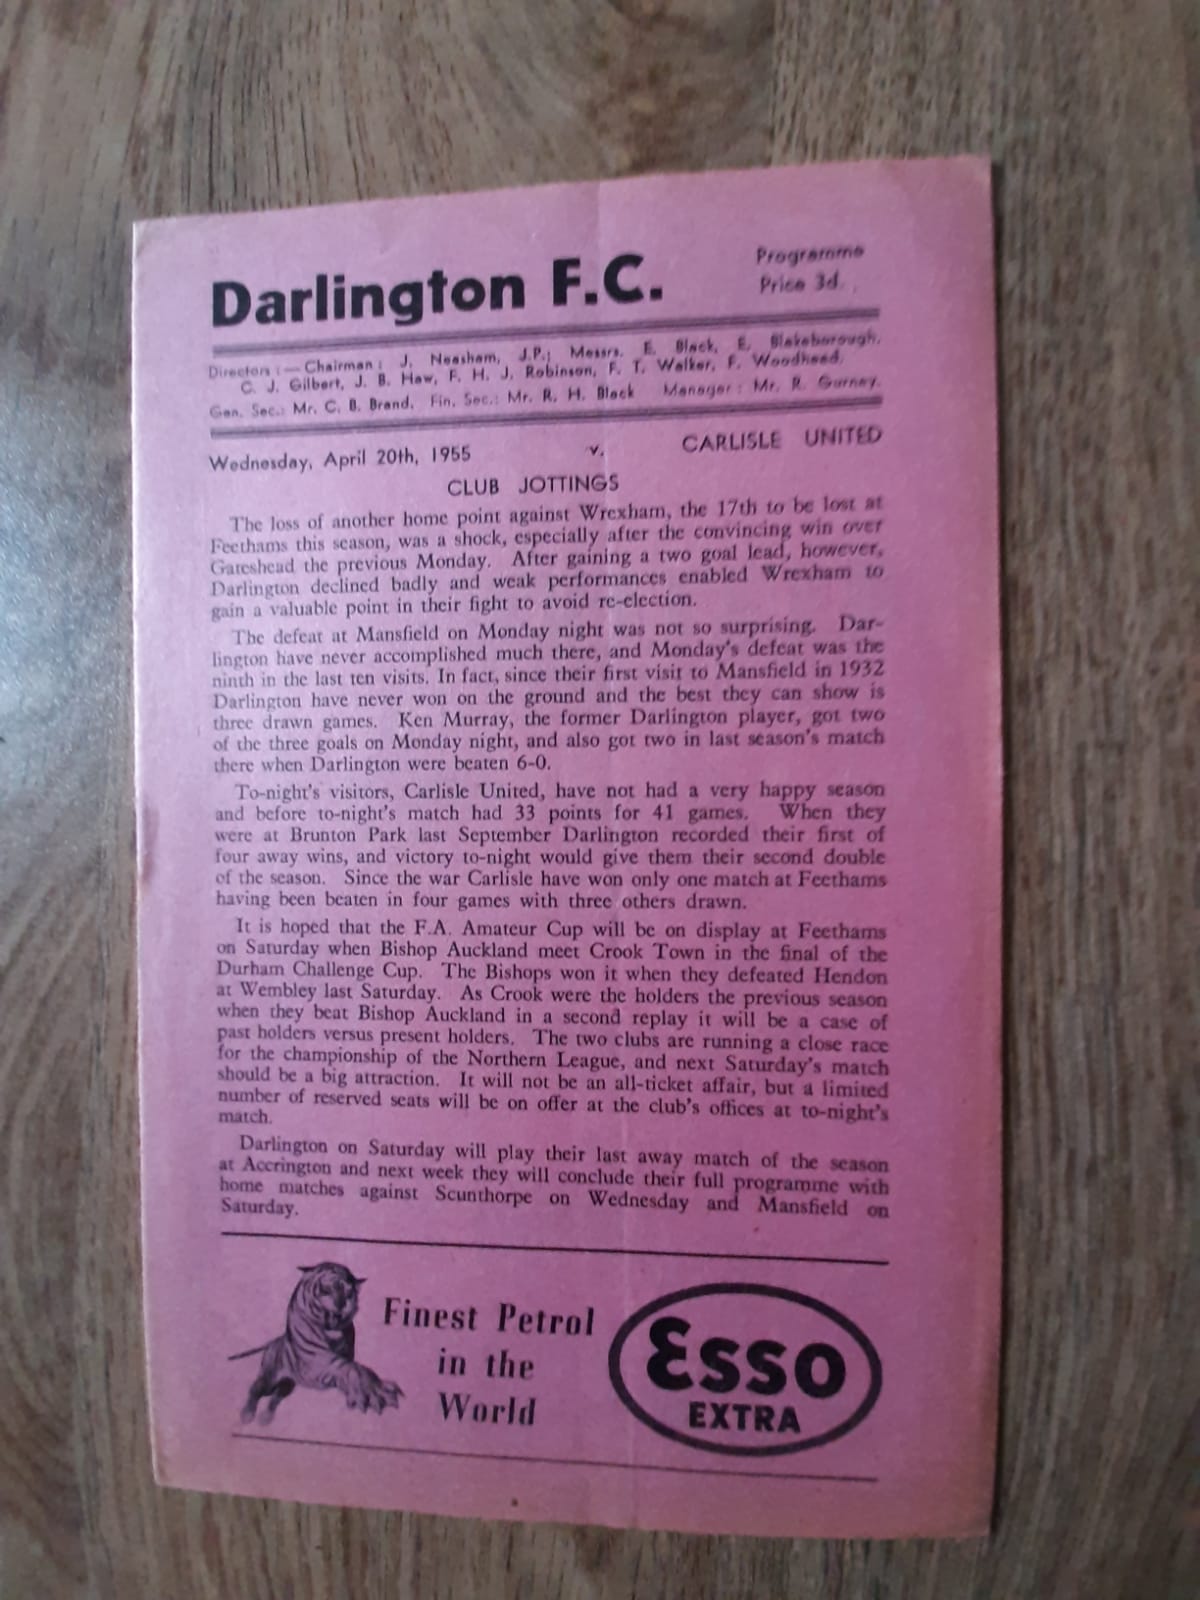 Darlington F.C.
Programme
Price 3d.
Directors :— Chairman : J. Neasham, J.P.; Messrs. E. Black, E. Blakeborough,
C. J. Gilbert, J. B. Haw, F. H. J. Robinson, F. T. Walker, F. Woodhead.
Gen. Sec.: Mr. C. B. Brand. Fin. Sec.: Mr. R. H. Black Manager : Mr. R. Gurney.
Wednesday, April 20th, 1955 v. CARLISLE UNITED
CLUB JOTTINGS
The loss of another home point against Wrexham, the 17th to be lost at
Feethams this season, was a shock, especially after the convincing win over
Gateshead the previous Monday. After gaining a two goal lead, however,
Darlington declined badly and weak performances enabled Wrexham to
gain a valuable point in their fight to avoid re-election.
The defeat at Mansfield on Monday night was not so surprising. Dar-
lington have never accomplished much there, and Monday's defeat was the
ninth in the last ten visits. In fact, since their first visit to Mansfield in 1932
Darlington have never won on the ground and the best they can show is
three drawn games. Ken Murray, the former Darlington player, got two
of the three goals on Monday night, and also got two in last season's match
there when Darlington were beaten 6-0.
To-night's visitors, Carlisle United, have not had a very happy season
and before to-night's match had 33 points for 41 games. When they
were at Brunton Park last September Darlington recorded their first of
four away wins, and victory to-night would give them their second double
of the season. Since the war Carlisle have won only one match at Feethams
having been beaten in four games with three others drawn.
It is hoped that the F.A. Amateur Cup will be on display at Feethams
on Saturday when Bishop Auckland meet Crook Town in the final of the
Durham Challenge Cup. The Bishops won it when they defeated Hendon
at Wembley last Saturday. As Crook were the holders the previous season
when they beat Bishop Auckland in a second replay it will be a case of
past holders versus present holders. The two clubs are running a close race
for the championship of the Northern League, and next Saturday's match
should be a big attraction. It will not be an all-ticket affair, but a limited
number of reserved seats will be on offer at the club's offices at to-night's
match.
Darlington on Saturday will play their last away match of the season
at Accrington and next week they will conclude their full programme with
home matches against Scunthorpe on Wednesday and Mansfield on
Saturday.
Finest Petrol
in the
World
Esso
EXTRA